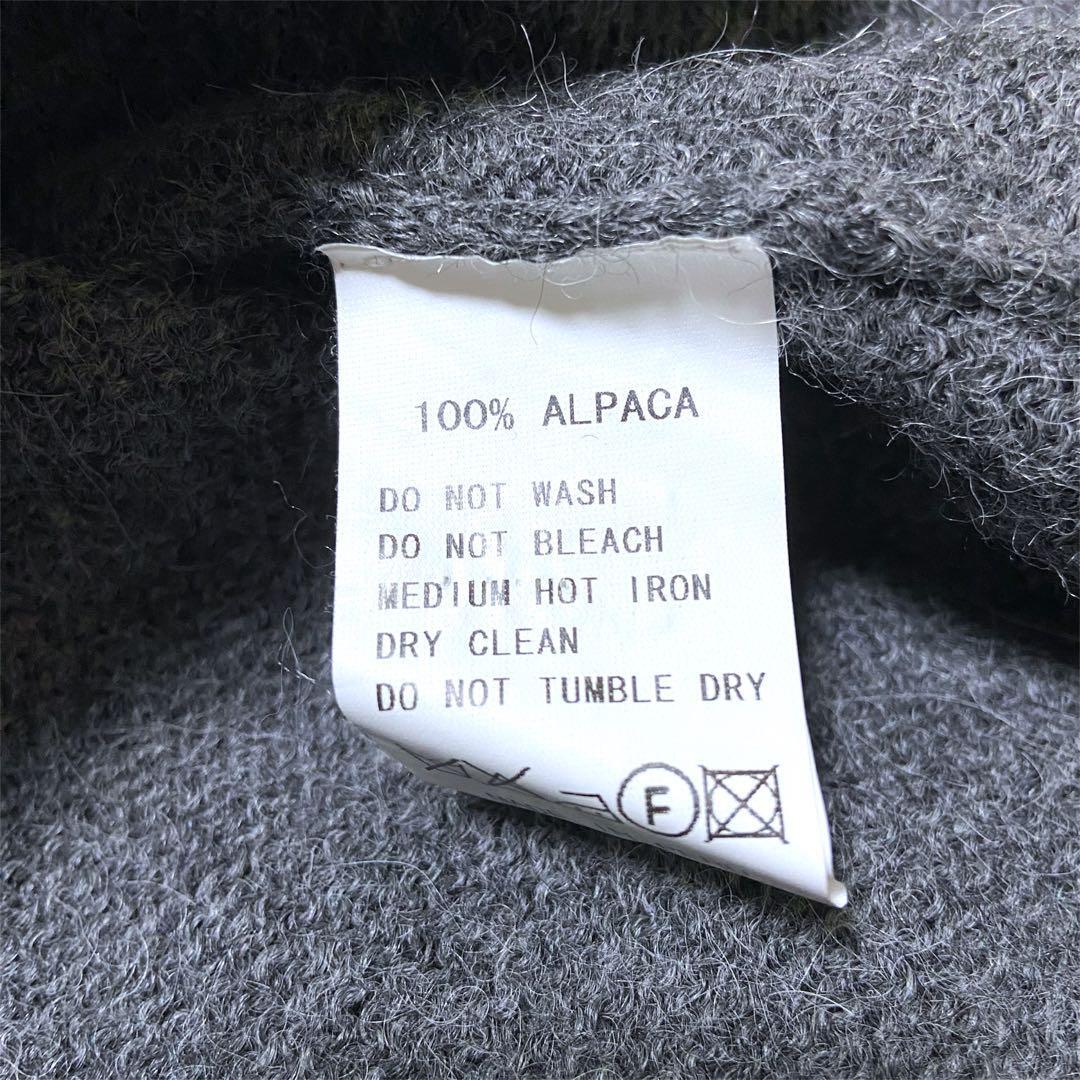 100% ALPACA
DO NOT WASH
DO NOT BLEACH
MEDIUM HOT IRON
DRY CLEAN
DO NOT TUMBLE DRY
F